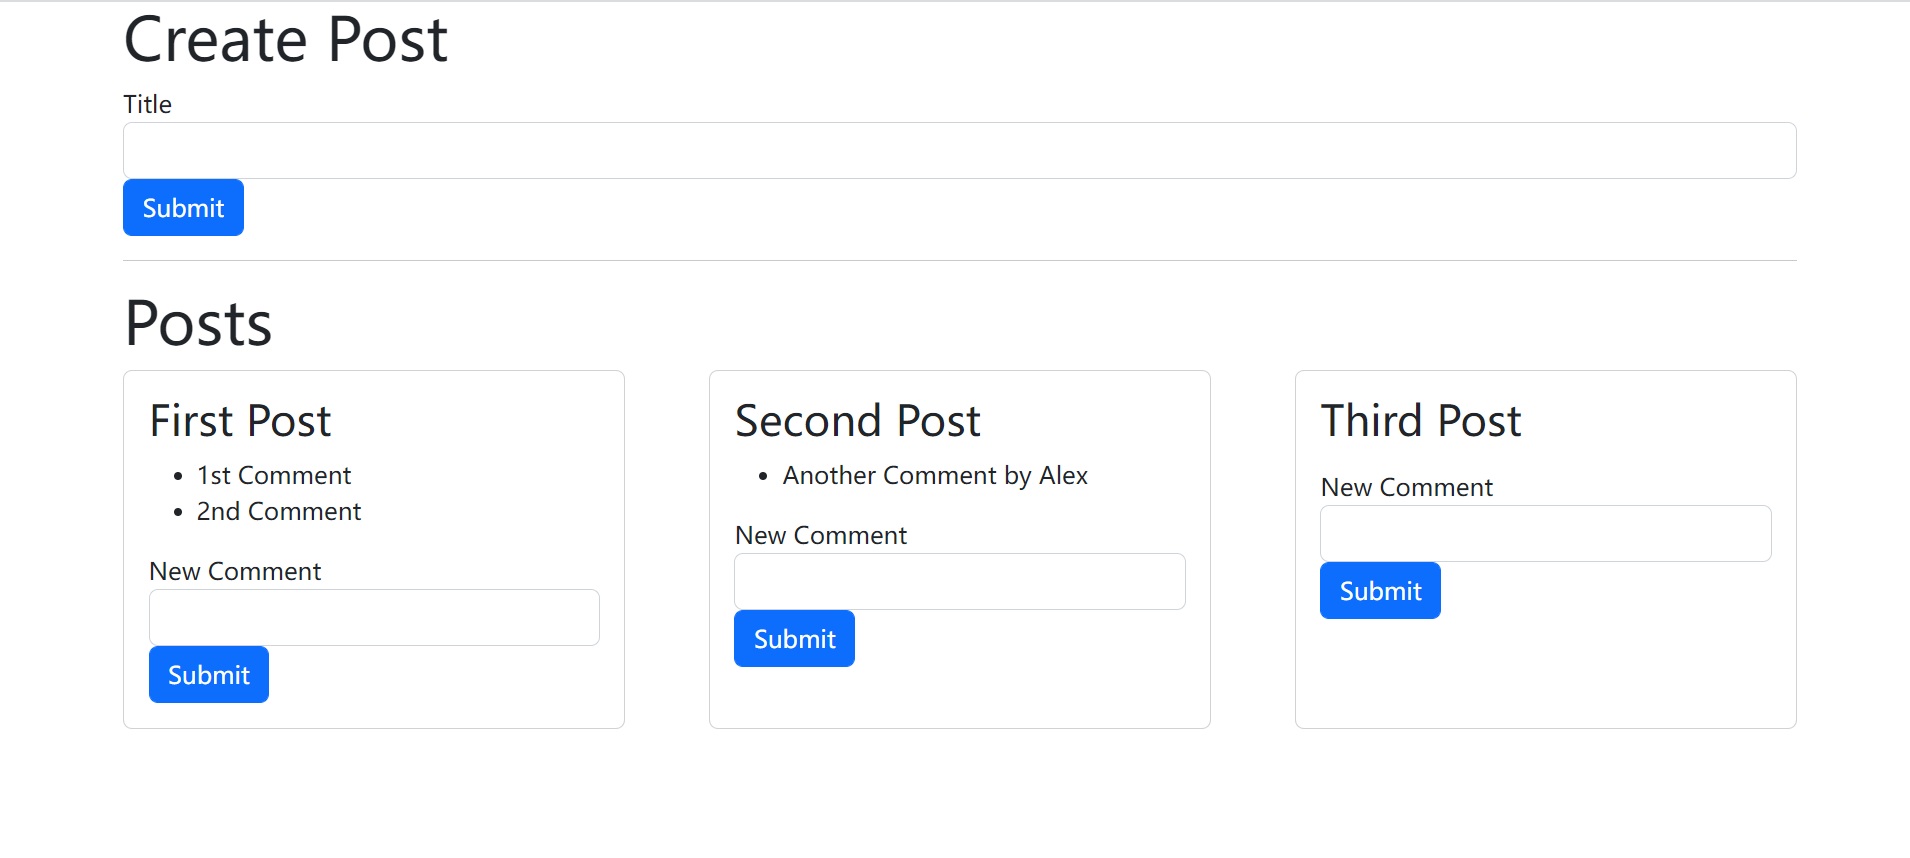 Create Post
Title
Submit
Posts
First Post
1st Comment
2nd Comment
New Comment
Submit
Second Post
Another Comment by Alex
New Comment
Submit
Third Post
New Comment
Submit